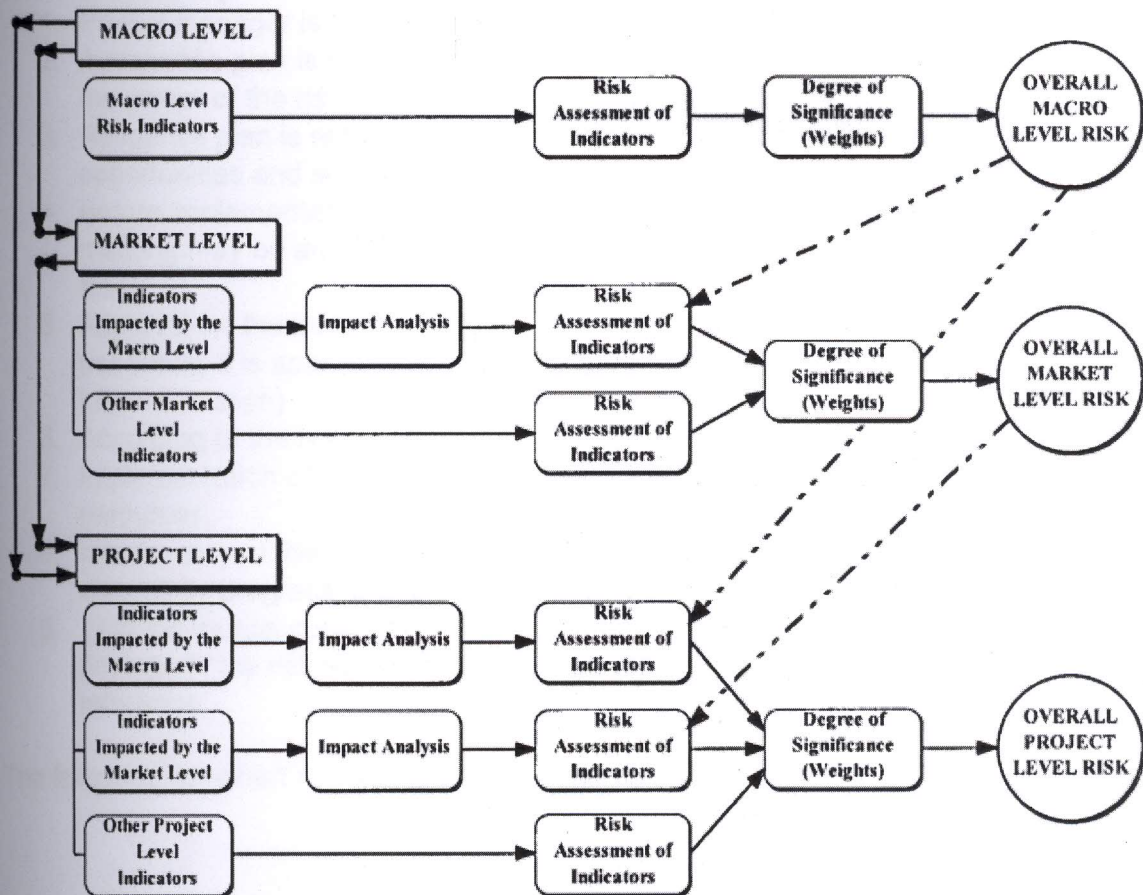 MACRO LEVEL
Macro Level
Risk Indicators
Risk
Assessment of
Indicators
Degree of
Significance
(Weights)
OVERALL
MACRO
LEVEL RISK
MARKET LEVEL
Indicators
Impacted by the
Macro Level
Impact Analysis
Risk
Assessment of
Indicators
Other Market
Level
Indicators
Risk
Assessment of
Indicators
Degree of
Significance
(Weights)
OVERALL
MARKET
LEVEL RISK
PROJECT LEVEL
Indicators
Impacted by the
Macro Level
Impact Analysis
Risk
Assessment of
Indicators
Indicators
Impacted by the
Market Level
Impact Analysis
Risk
Assessment of
Indicators
Other Project
Level
Indicators
Risk
Assessment of
Indicators
Degree of
Significance
(Weights)
OVERALL
PROJECT
LEVEL RISK